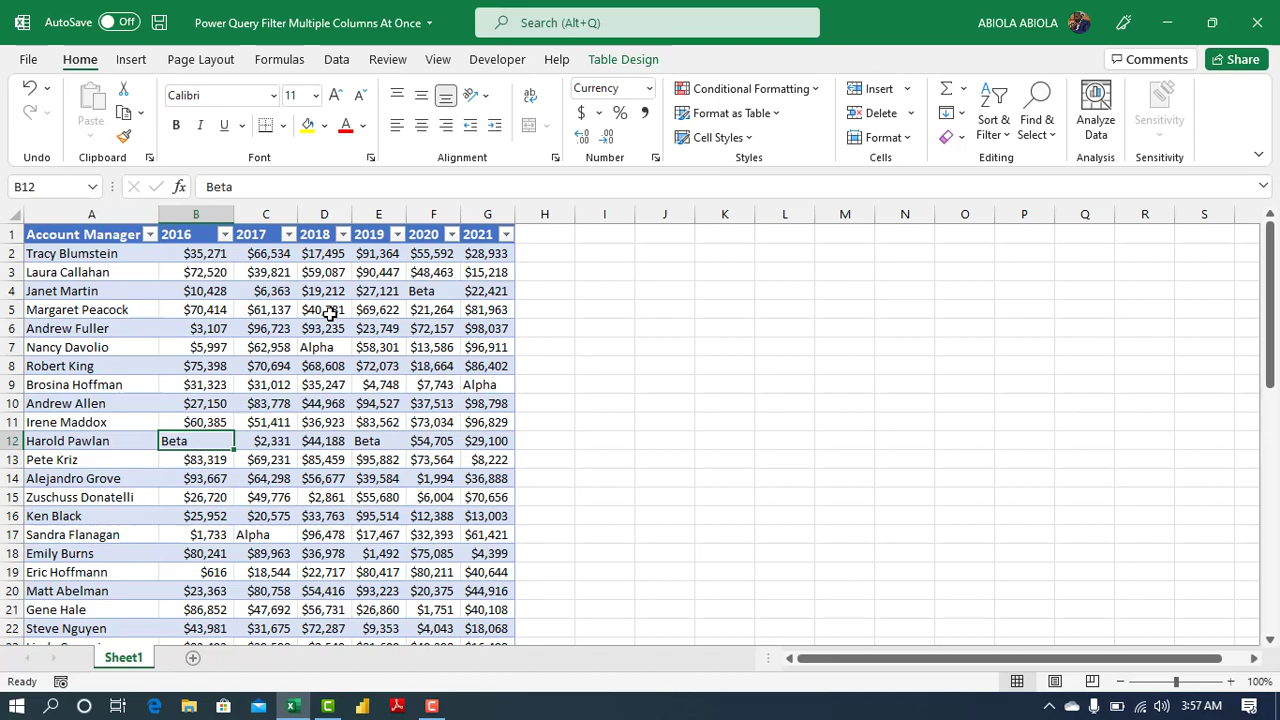 AutoSave Off Power Query Filter Multiple Columns At Once Search (Alt+Q) ABIOLA ABIOLA
File Home Insert Page Layout Formulas Data Review View Developer Help Table Design Comments Share
Calibri 11 Currency Conditional Formatting Insert
Paste Format as Table Delete Sort & Filter Find & Select Analyze Data Sensitivity
B I U $ % Cell Styles Format
Undo Clipboard Font Alignment Number Styles Cells Editing Analysis Sensitivity
B12 fx Beta
A B C D E F G H I J K L M N O P Q R S
1 Account Manager 2016 2017 2018 2019 2020 2021
2 Tracy Blumstein $35,271 $66,534 $17,495 $91,364 $55,592 $28,933
3 Laura Callahan $72,520 $39,821 $59,087 $90,447 $48,463 $15,218
4 Janet Martin $10,428 $6,363 $19,212 $27,121 Beta $22,421
5 Margaret Peacock $70,414 $61,137 $69,622 $21,264 $81,963
6 Andrew Fuller $3,107 $96,723 $93,235 $23,749 $72,157 $98,037
7 Nancy Davolio $5,997 $62,958 Alpha $58,301 $13,586 $96,911
8 Robert King $75,398 $70,694 $68,608 $72,073 $18,664 $86,402
9 Brosina Hoffman $31,323 $31,012 $35,247 $4,748 $7,743 Alpha
10 Andrew Allen $27,150 $83,778 $44,968 $94,527 $37,513 $98,798
11 Irene Maddox $60,385 $51,411 $36,923 $83,562 $73,034 $96,829
12 Harold Pawlan Beta $2,331 $44,188 Beta $54,705 $29,100
13 Pete Kriz $83,319 $69,231 $85,459 $95,882 $73,564 $8,222
14 Alejandro Grove $93,667 $64,298 $56,677 $39,584 $1,994 $36,888
15 Zuschuss Donatelli $26,720 $49,776 $2,861 $55,680 $6,004 $70,656
16 Ken Black $25,952 $20,575 $33,763 $95,514 $12,388 $13,003
17 Sandra Flanagan $1,733 Alpha $96,478 $17,467 $32,393 $61,421
18 Emily Burns $80,241 $89,963 $36,978 $1,492 $75,085 $4,399
19 Eric Hoffmann $616 $18,544 $22,717 $80,417 $80,211 $40,644
20 Matt Abelman $23,363 $80,758 $54,416 $93,223 $20,375 $44,916
21 Gene Hale $86,852 $47,692 $56,731 $26,860 $1,751 $40,108
22 Steve Nguyen $43,981 $31,675 $72,287 $9,353 $4,043 $18,068
Sheet1
Ready 100%
3:57 AM